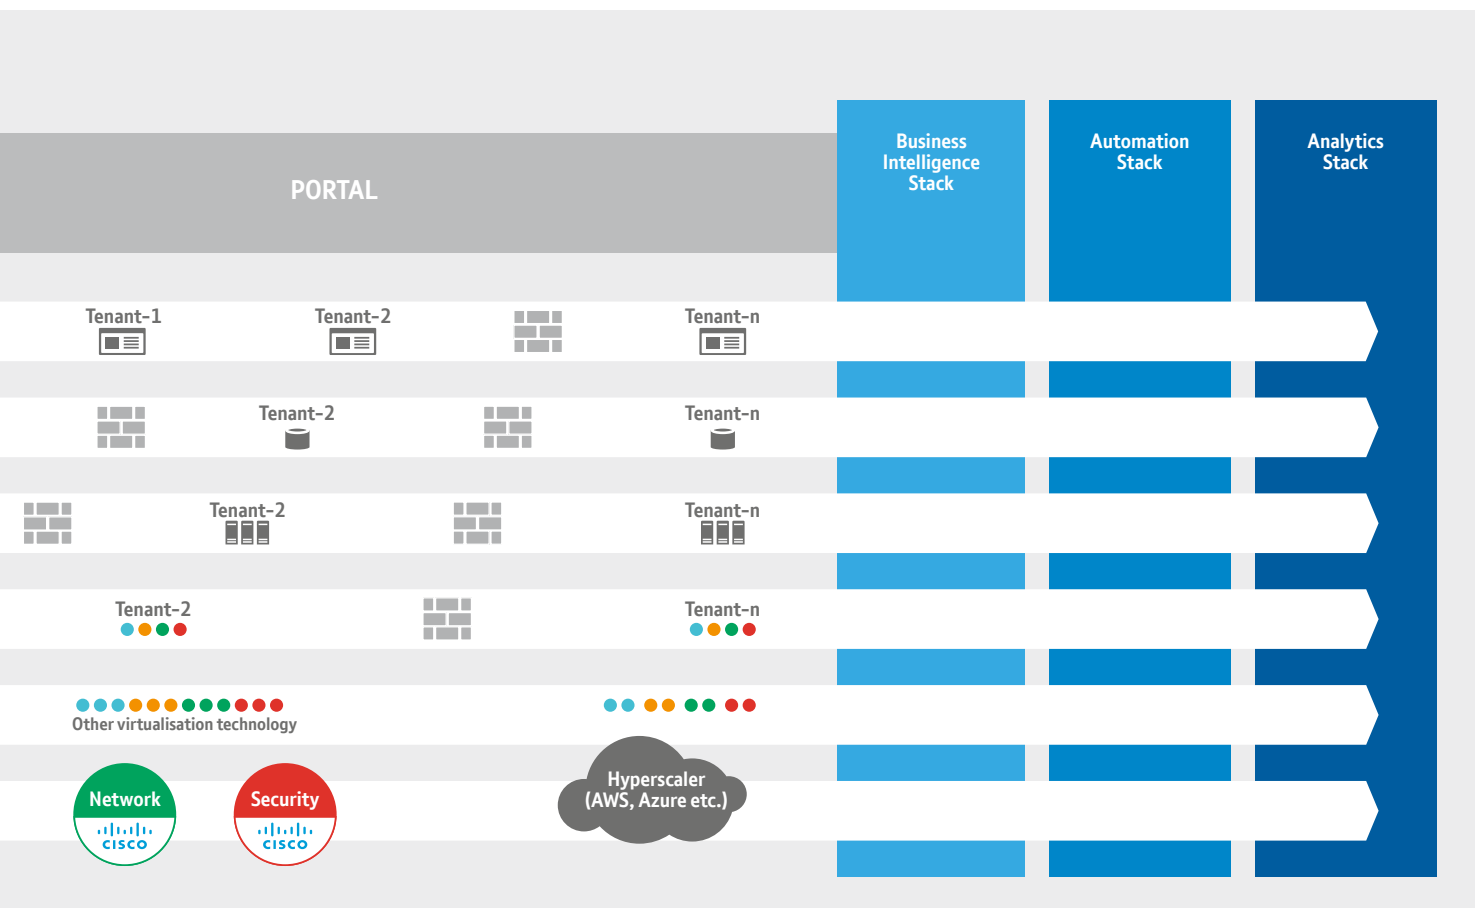 Business
Intelligence
Stack
Automation
Stack
Analytics
Stack
PORTAL
Tenant-1
Tenant-2
Tenant-n
Tenant-2
Tenant-n
Tenant-2
Tenant-n
Tenant-2
Tenant-n
Other virtualisation technology
Network
CISCO
Security
CISCO
Hyperscaler
(AWS, Azure etc.)